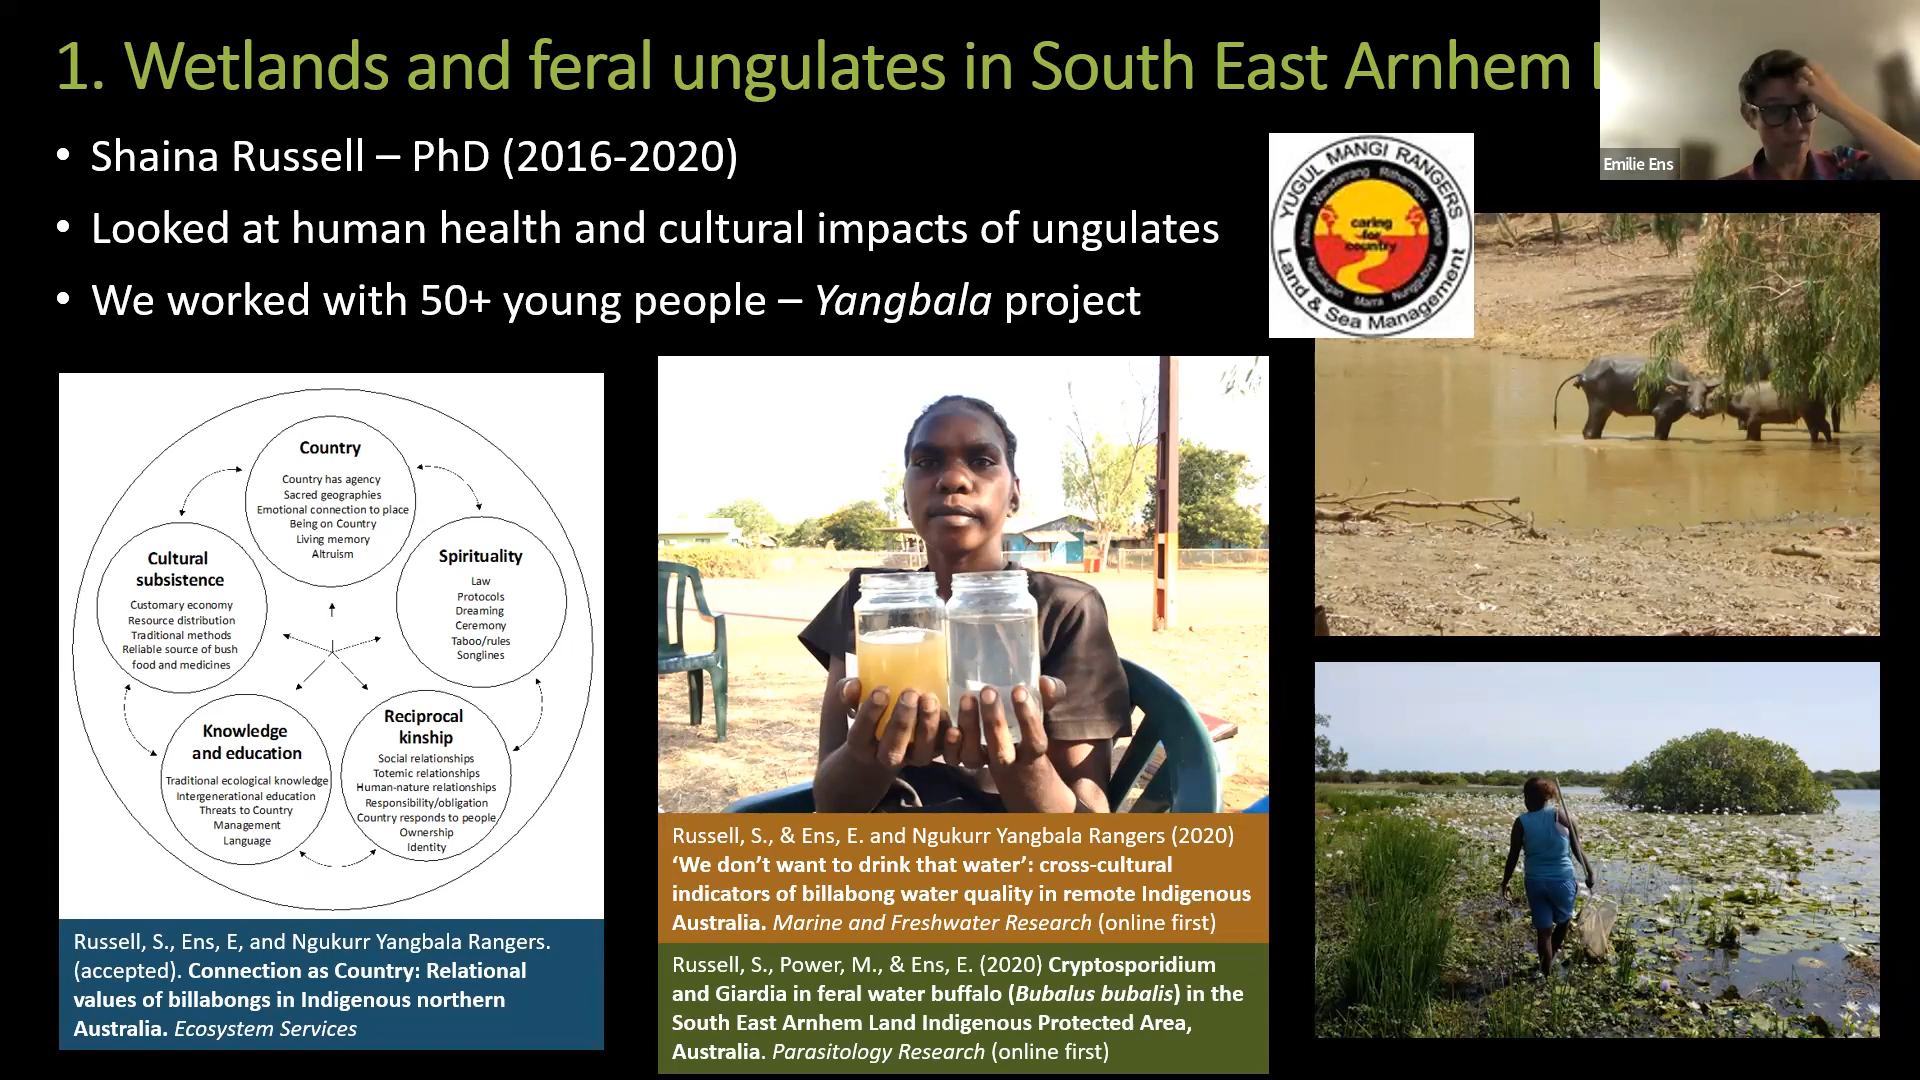 1. Wetlands and feral ungulates in South East Arnhem
Emilie Ens
• Shaina Russell – PhD (2016-2020)
• Looked at human health and cultural impacts of ungulates
• We worked with 50+ young people – Yangbala project
YUGUL MANGI RANGERS
Land & Sea Management
caring
for
country
Country
Country has agency
Sacred geographies
Emotional connection to place
Being on Country
Living memory
Altruism
Cultural
subsistence
Customary economy
Resource distribution
Traditional methods
Reliable source of bush
food and medicines
Spirituality
Law
Protocols
Dreaming
Ceremony
Taboo/rules
Songlines
Knowledge
and education
Traditional ecological knowledge
Intergenerational education
Threats to Country
Management
Language
Reciprocal
kinship
Social relationships
Totemic relationships
Human-nature relationships
Responsibility/obligation
Country responds to people
Ownership
Identity
Russell, S., Ens, E, and Ngukurr Yangbala Rangers.
(accepted). Connection as Country: Relational
values of billabongs in Indigenous northern
Australia. Ecosystem Services
Russell, S., & Ens, E. and Ngukurr Yangbala Rangers (2020)
‘We don’t want to drink that water’: cross-cultural
indicators of billabong water quality in remote Indigenous
Australia. Marine and Freshwater Research (online first)
Russell, S., Power, M., & Ens, E. (2020) Cryptosporidium
and Giardia in feral water buffalo (Bubalus bubalis) in the
South East Arnhem Land Indigenous Protected Area,
Australia. Parasitology Research (online first)